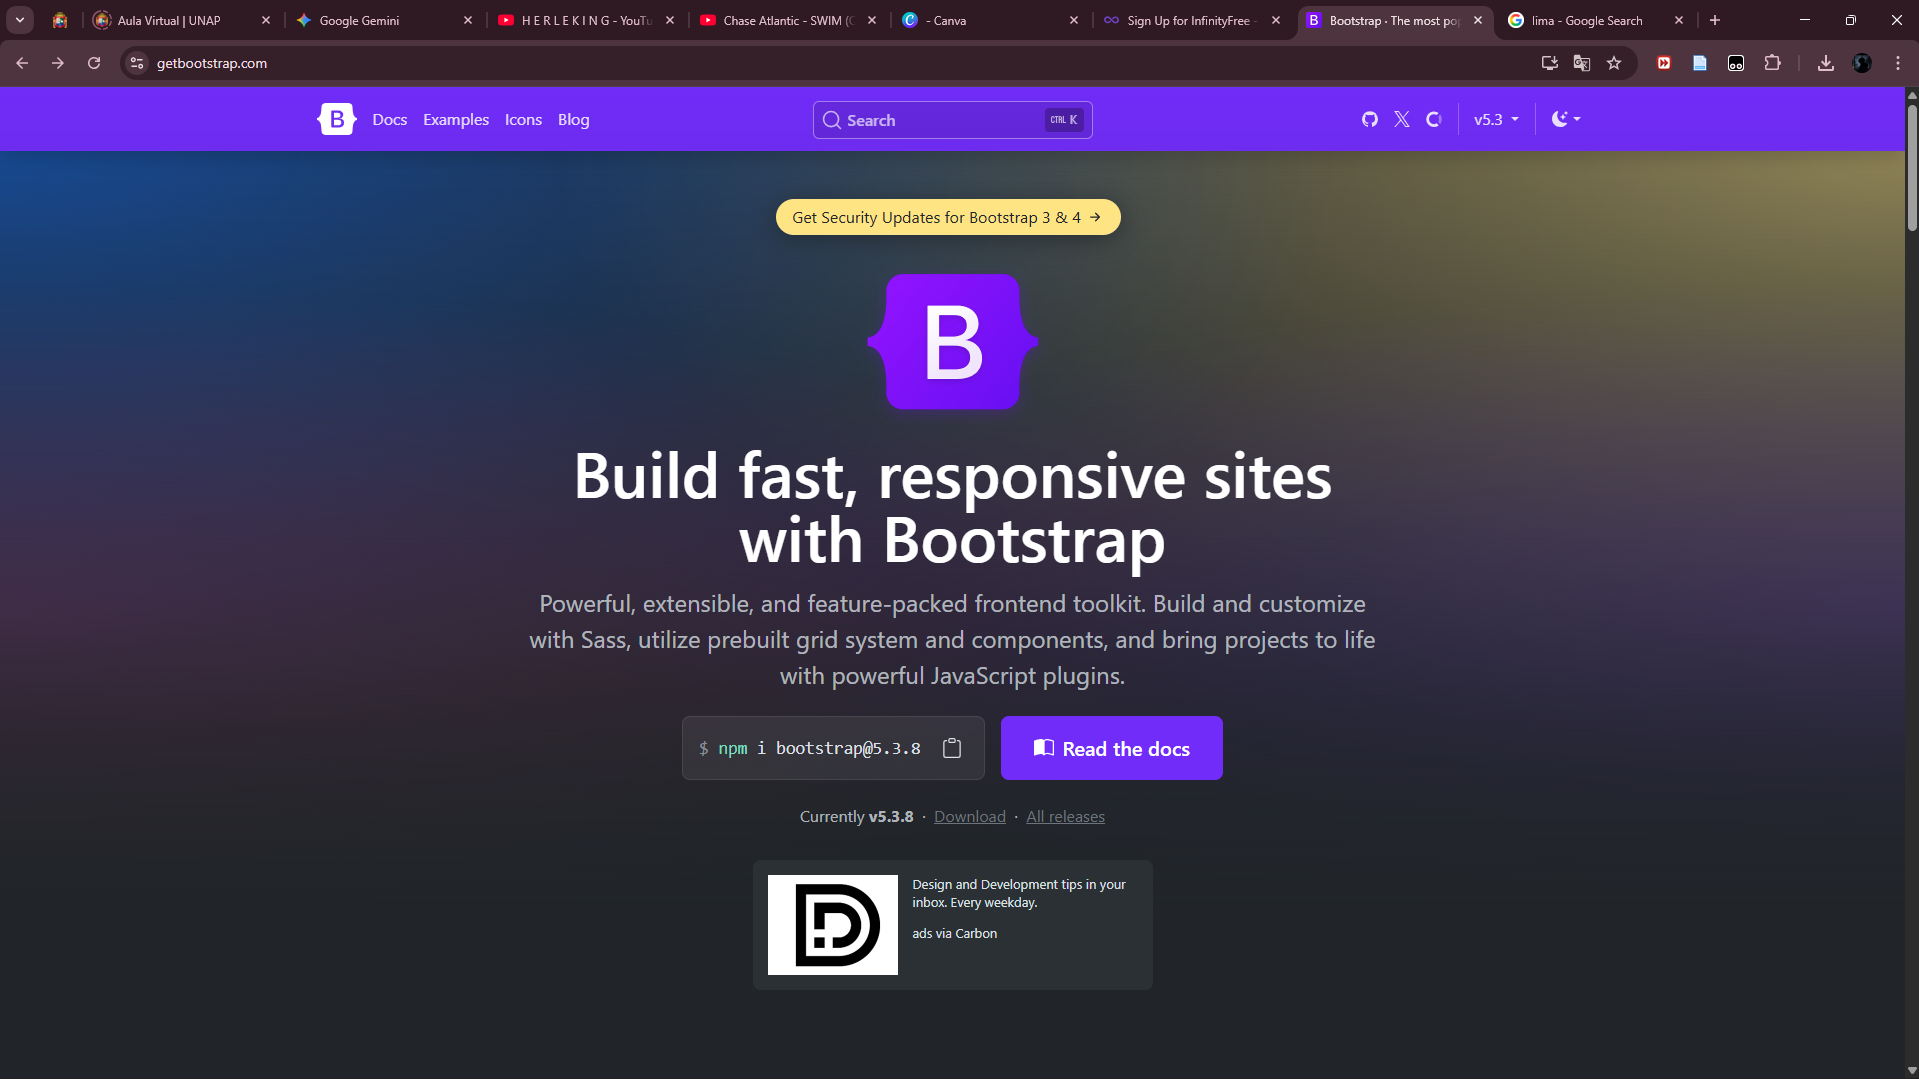 Aula Virtual | UNAP
Google Gemini
H E R L E K I N G - YouTu
Chase Atlantic - SWIM (
- Canva
Sign Up for InfinityFree -
B
Bootstrap · The most pop
lima - Google Search
getbootstrap.com
B
Docs
Examples
Icons
Blog
Search
CTRL K
v5.3
Get Security Updates for Bootstrap 3 & 4 →
B
Build fast, responsive sites
with Bootstrap
Powerful, extensible, and feature-packed frontend toolkit. Build and customize
with Sass, utilize prebuilt grid system and components, and bring projects to life
with powerful JavaScript plugins.
$ npm i bootstrap@5.3.8
Read the docs
Currently v5.3.8 · Download · All releases
Design and Development tips in your
inbox. Every weekday.
ads via Carbon